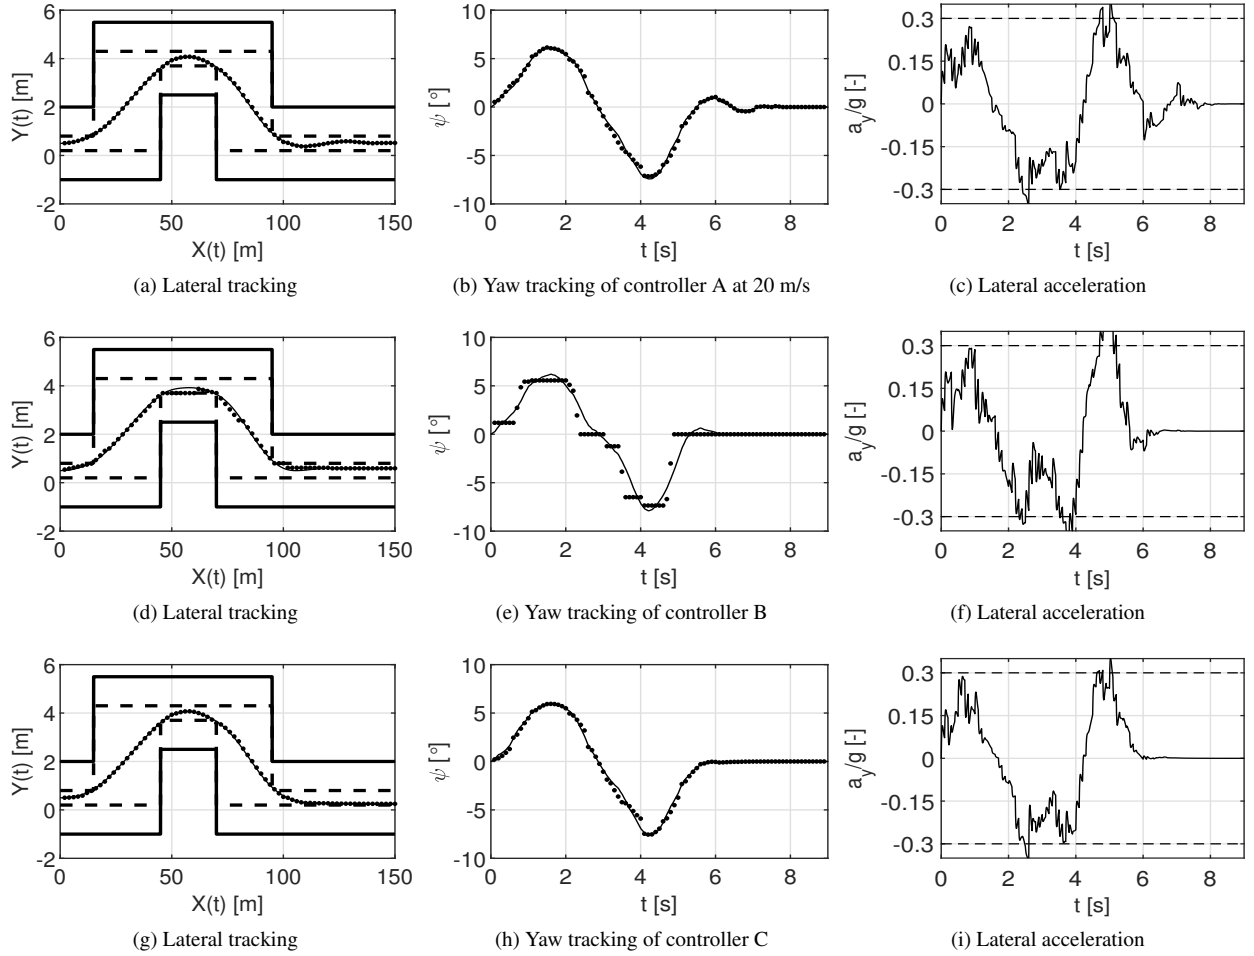 6
4
2
0
-2
Y(t) [m]
0 50 100 150
X(t) [m]
(a) Lateral tracking
10
5
0
-5
-10
ψ [°]
0 2 4 6 8
t [s]
(b) Yaw tracking of controller A at 20 m/s
0.3
0.15
0
-0.15
-0.3
a_y/g [-]
0 2 4 6 8
t [s]
(c) Lateral acceleration
6
4
2
0
-2
Y(t) [m]
0 50 100 150
X(t) [m]
(d) Lateral tracking
10
5
0
-5
-10
ψ [°]
0 2 4 6 8
t [s]
(e) Yaw tracking of controller B
0.3
0.15
0
-0.15
-0.3
a_y/g [-]
0 2 4 6 8
t [s]
(f) Lateral acceleration
6
4
2
0
-2
Y(t) [m]
0 50 100 150
X(t) [m]
(g) Lateral tracking
10
5
0
-5
-10
ψ [°]
0 2 4 6 8
t [s]
(h) Yaw tracking of controller C
0.3
0.15
0
-0.15
-0.3
a_y/g [-]
0 2 4 6 8
t [s]
(i) Lateral acceleration